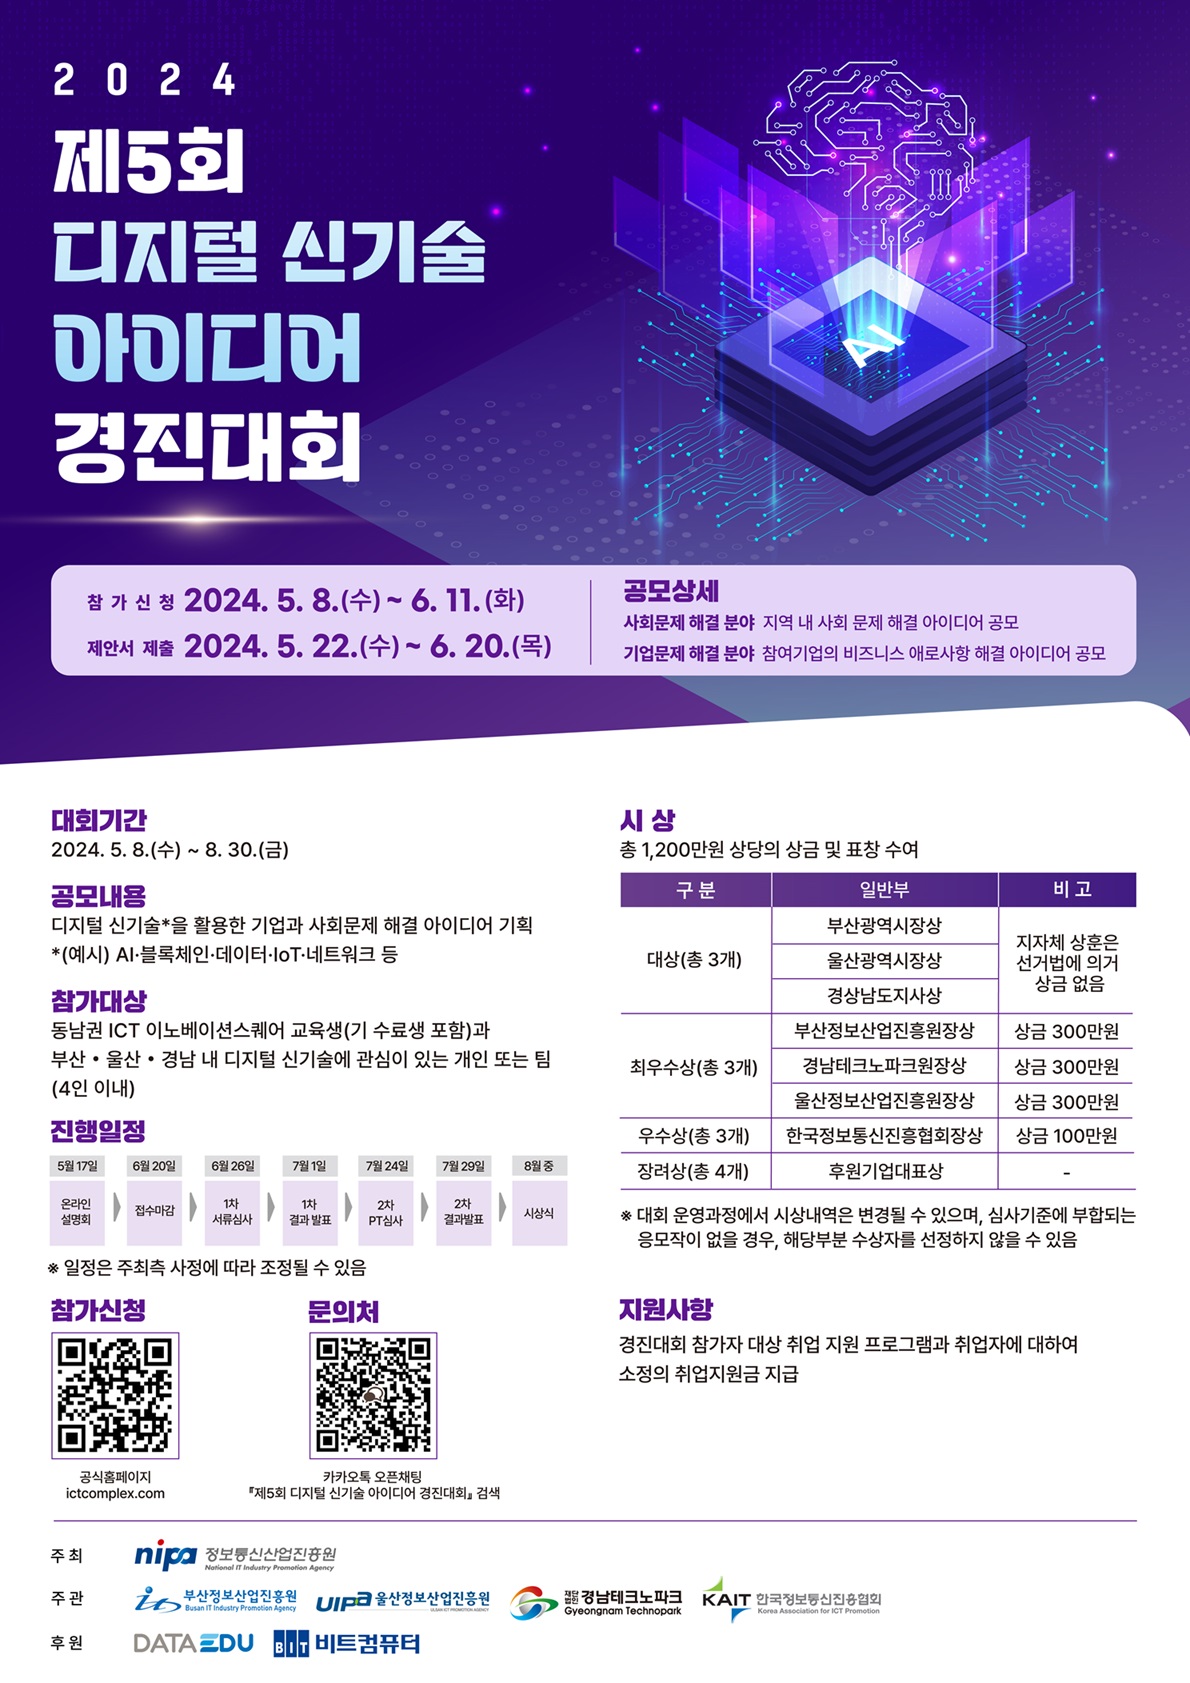 2024
제5회
디지털 신기술
아이디어
경진대회
AI
참가신청 2024. 5. 8.(수) ~ 6. 11.(화)
제안서 제출 2024. 5. 22.(수) ~ 6. 20.(목)
공모상세
사회문제 해결 분야 지역 내 사회 문제 해결 아이디어 공모
기업문제 해결 분야 참여기업의 비즈니스 애로사항 해결 아이디어 공모
대회기간
2024. 5. 8.(수) ~ 8. 30.(금)
공모내용
디지털 신기술*을 활용한 기업과 사회문제 해결 아이디어 기획
*(예시) AI·블록체인·데이터·IoT·네트워크 등
참가대상
동남권 ICT 이노베이션스퀘어 교육생(기 수료생 포함)과
부산 • 울산 • 경남 내 디지털 신기술에 관심이 있는 개인 또는 팀
(4인 이내)
진행일정
5월 17일 6월 20일 6월 26일 7월 1일 7월 24일 7월 29일 8월 중
온라인 설명회 접수마감 1차 서류심사 1차 결과 발표 2차 PT심사 2차 결과발표 시상식
※ 일정은 주최측 사정에 따라 조정될 수 있음
참가신청
공식홈페이지
ictcomplex.com
문의처
카카오톡 오픈채팅
『제5회 디지털 신기술 아이디어 경진대회』 검색
시 상
총 1,200만원 상당의 상금 및 표창 수여
구 분 일반부 비 고
대상(총 3개)
부산광역시장상
울산광역시장상
경상남도지사상
지자체 상훈은
선거법에 의거
상금 없음
최우수상(총 3개)
부산정보산업진흥원장상 상금 300만원
경남테크노파크원장상 상금 300만원
울산정보산업진흥원장상 상금 300만원
우수상(총 3개) 한국정보통신진흥협회장상 상금 100만원
장려상(총 4개) 후원기업대표상 -
※ 대회 운영과정에서 시상내역은 변경될 수 있으며, 심사기준에 부합되는
응모작이 없을 경우, 해당부분 수상자를 선정하지 않을 수 있음
지원사항
경진대회 참가자 대상 취업 지원 프로그램과 취업자에 대하여
소정의 취업지원금 지급
주최 nipa 정보통신산업진흥원
National IT Industry Promotion Agency
주관 부산정보산업진흥원
Busan IT Industry Promotion Agency
UIPa 울산정보산업진흥원
ULSAN ICT PROMOTION AGENCY
재단법인 경남테크노파크
Gyeongnam Technopark
KAIT 한국정보통신진흥협회
Korea Association for ICT Promotion
후원 DATA EDU BIT 비트컴퓨터